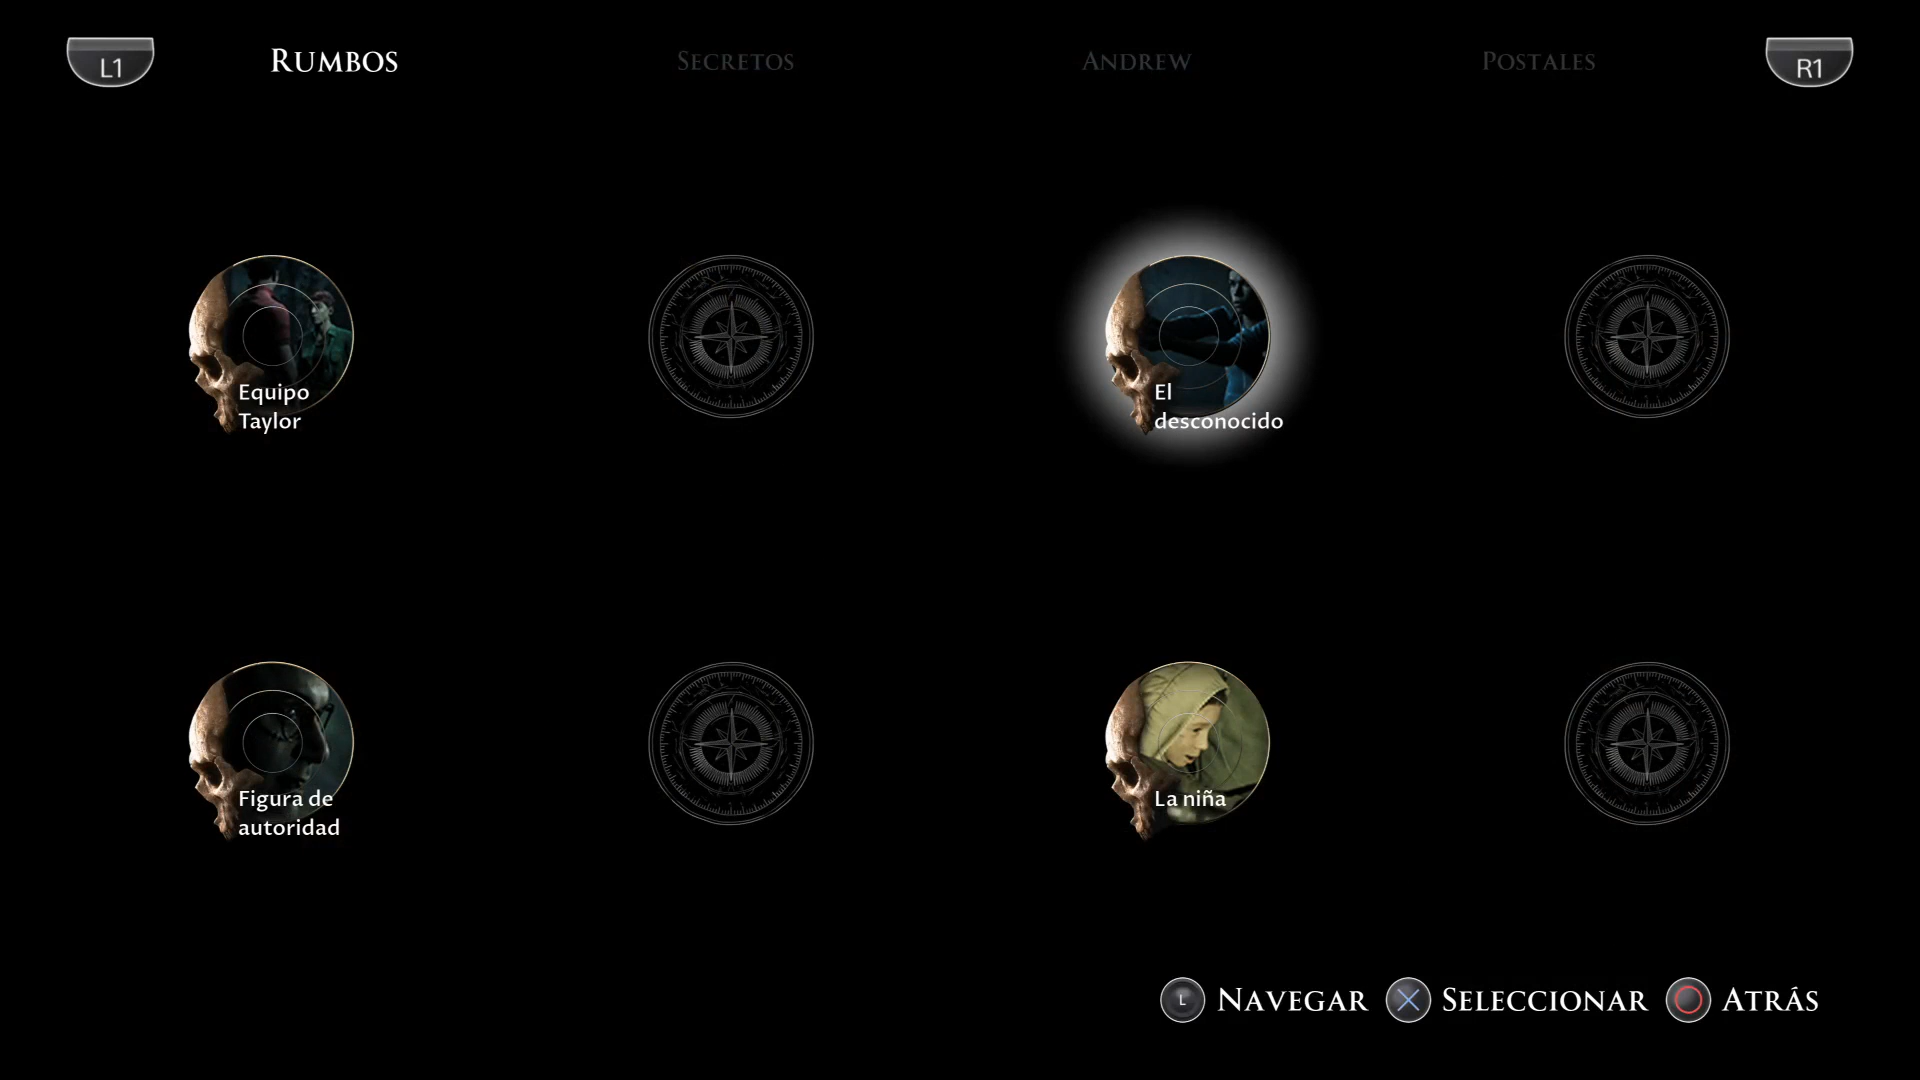 L1
RUMBOS
SECRETOS
ANDREW
POSTALES
R1
Equipo
Taylor
El
desconocido
Figura de
autoridad
La niña
L NAVEGAR
SELECCIONAR
ATRÁS